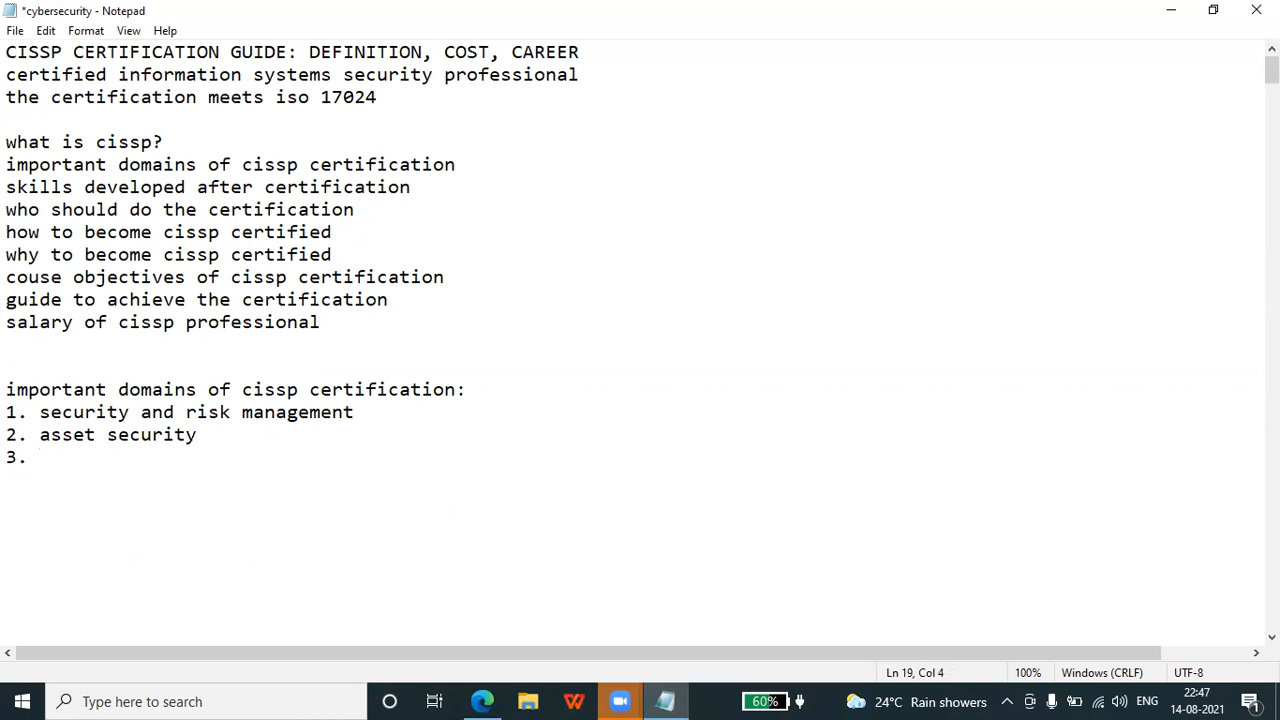 *cybersecurity - Notepad
File Edit Format View Help
CISSP CERTIFICATION GUIDE: DEFINITION, COST, CAREER
certified information systems security professional
the certification meets iso 17024
what is cissp?
important domains of cissp certification
skills developed after certification
who should do the certification
how to become cissp certified
why to become cissp certified
couse objectives of cissp certification
guide to achieve the certification
salary of cissp professional
important domains of cissp certification:
1. security and risk management
2. asset security
3.
Ln 19, Col 4 100% Windows (CRLF) UTF-8
Type here to search 60% 24°C Rain showers ENG 22:47
14-08-2021 1